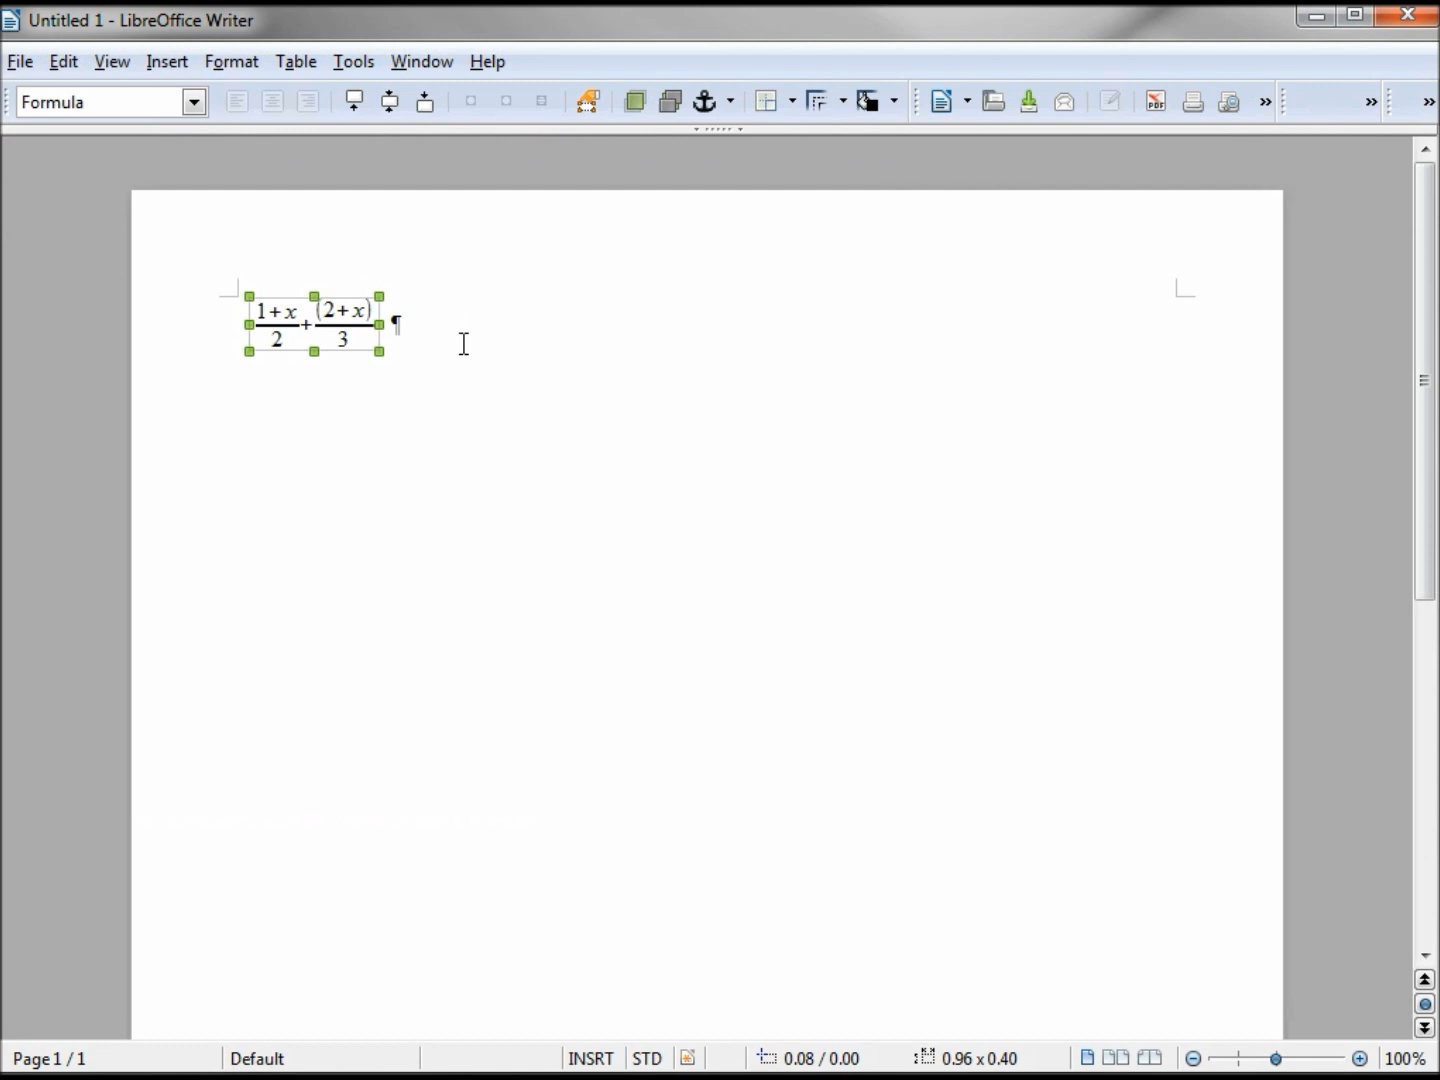 Untitled 1 - LibreOffice Writer
File Edit View Insert Format Table Tools Window Help
Formula
PDF
1+x (2+x)
+ ¶
2 3
Page 1 / 1 Default INSRT STD 0.08 / 0.00 0.96 x 0.40 100%